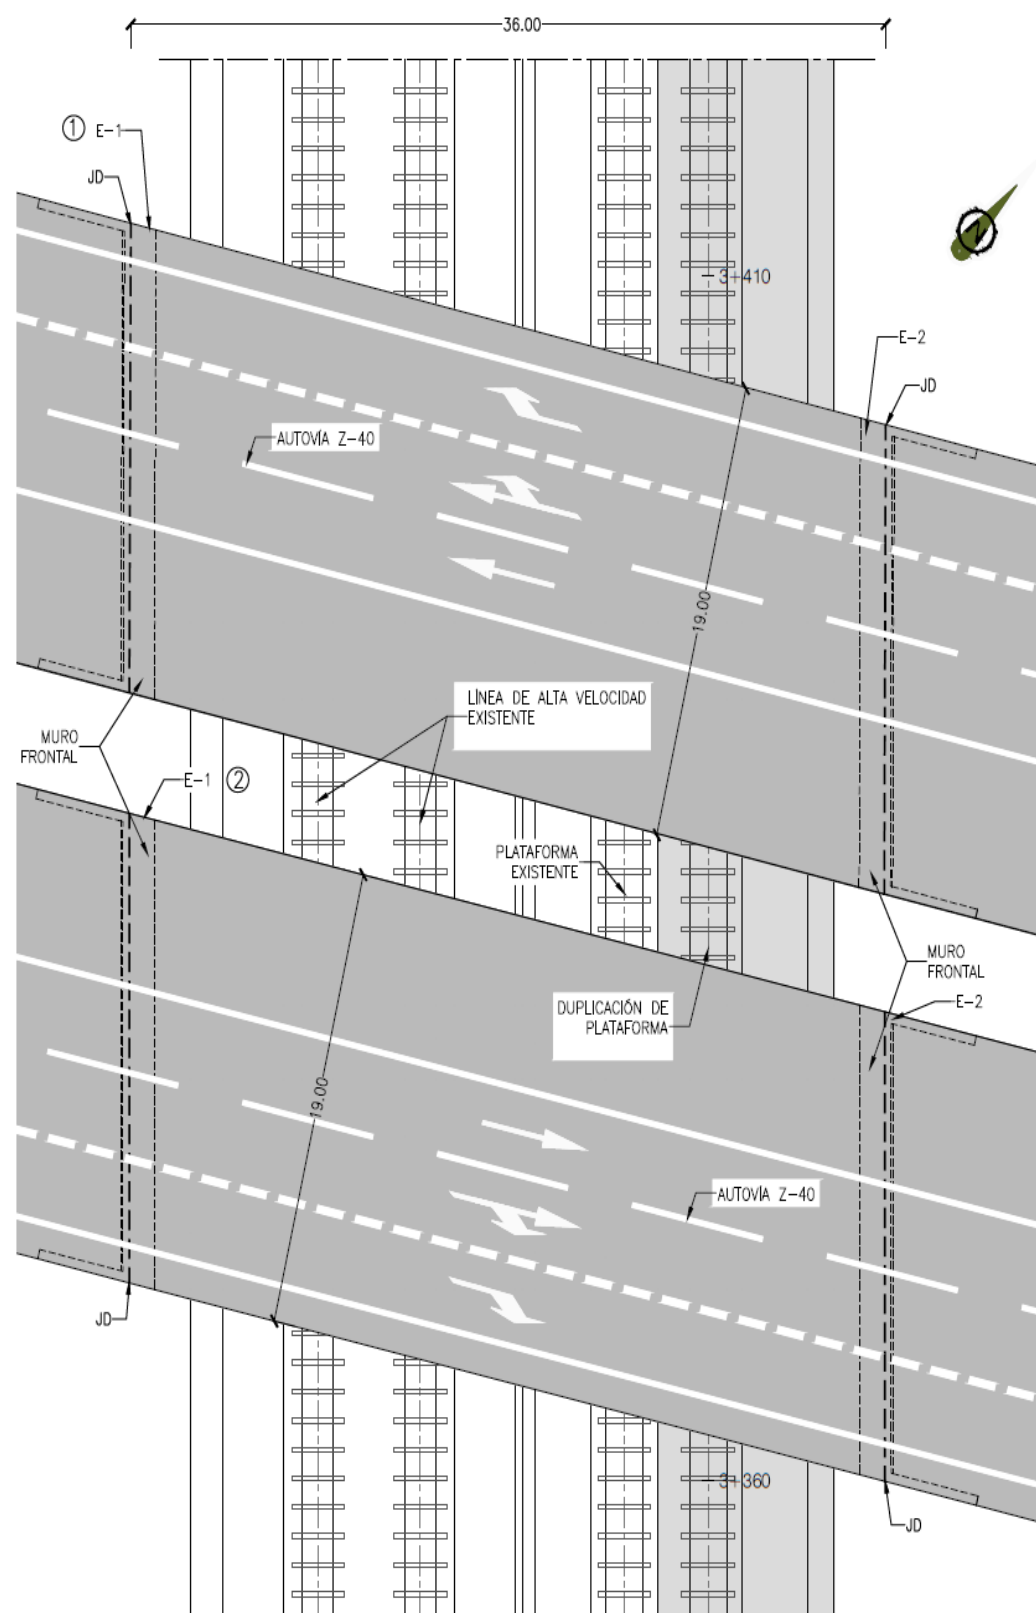 36.00
① E-1
JD
N
3+410
E-2
JD
AUTOVÍA Z-40
19.00
LÍNEA DE ALTA VELOCIDAD
EXISTENTE
MURO
FRONTAL
E-1 ②
PLATAFORMA
EXISTENTE
MURO
FRONTAL
E-2
DUPLICACIÓN DE
PLATAFORMA
19.00
AUTOVÍA Z-40
JD
3+360
JD